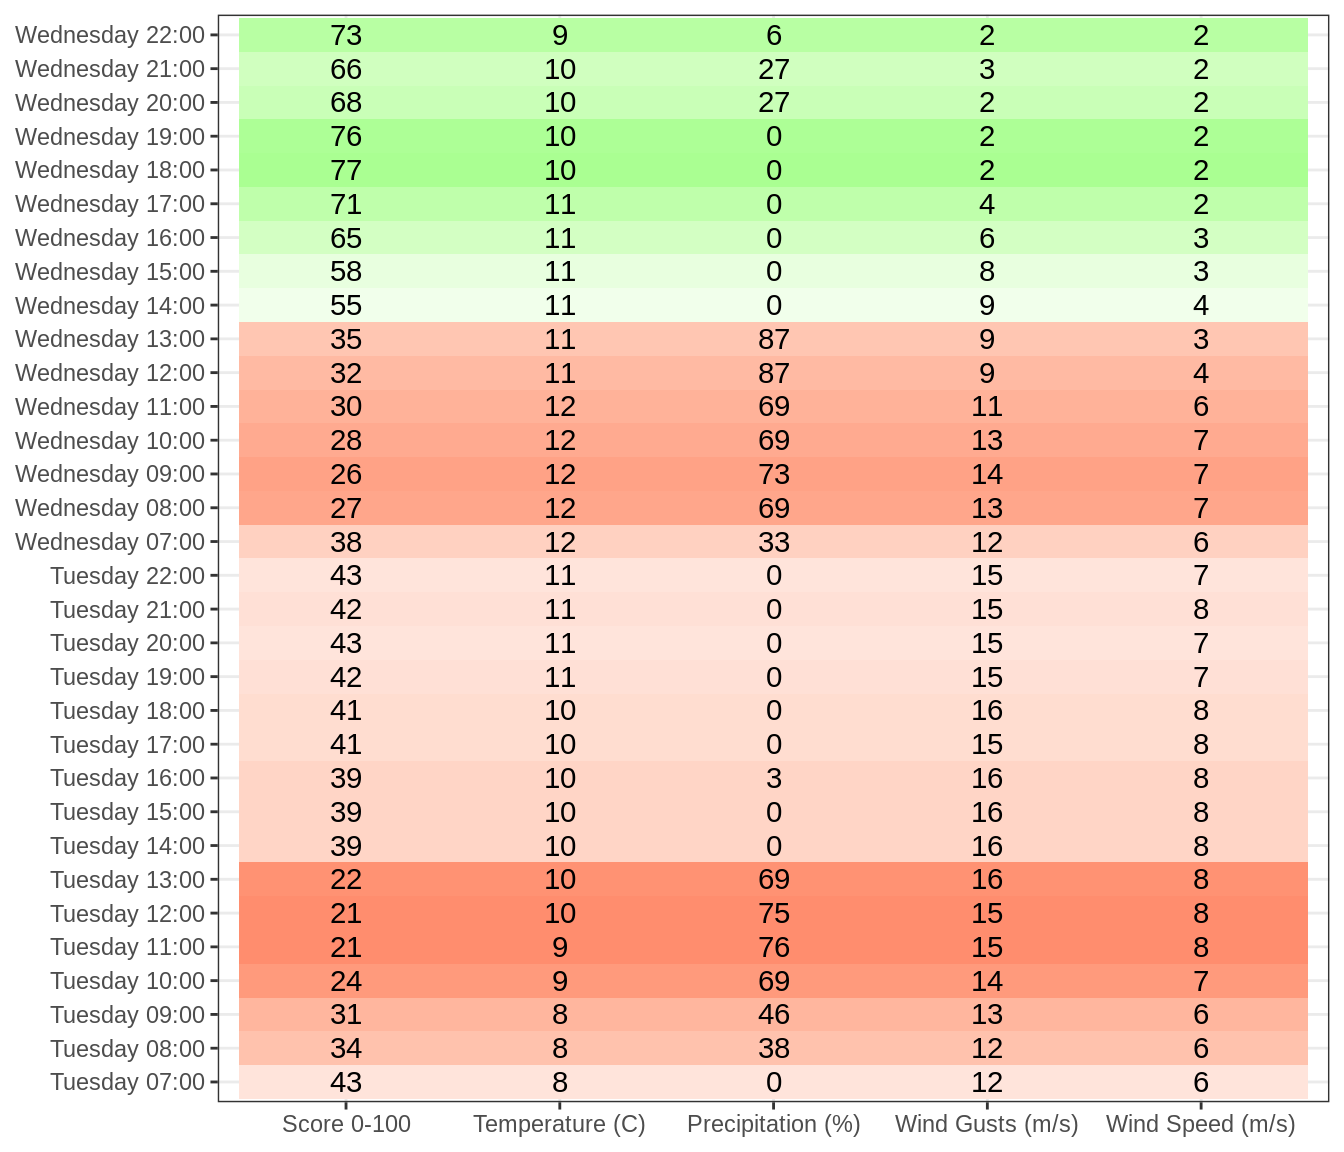 Wednesday 22:00 73 9 6 2 2
Wednesday 21:00 66 10 27 3 2
Wednesday 20:00 68 10 27 2 2
Wednesday 19:00 76 10 0 2 2
Wednesday 18:00 77 10 0 2 2
Wednesday 17:00 71 11 0 4 2
Wednesday 16:00 65 11 0 6 3
Wednesday 15:00 58 11 0 8 3
Wednesday 14:00 55 11 0 9 4
Wednesday 13:00 35 11 87 9 3
Wednesday 12:00 32 11 87 9 4
Wednesday 11:00 30 12 69 11 6
Wednesday 10:00 28 12 69 13 7
Wednesday 09:00 26 12 73 14 7
Wednesday 08:00 27 12 69 13 7
Wednesday 07:00 38 12 33 12 6
Tuesday 22:00 43 11 0 15 7
Tuesday 21:00 42 11 0 15 8
Tuesday 20:00 43 11 0 15 7
Tuesday 19:00 42 11 0 15 7
Tuesday 18:00 41 10 0 16 8
Tuesday 17:00 41 10 0 15 8
Tuesday 16:00 39 10 3 16 8
Tuesday 15:00 39 10 0 16 8
Tuesday 14:00 39 10 0 16 8
Tuesday 13:00 22 10 69 16 8
Tuesday 12:00 21 10 75 15 8
Tuesday 11:00 21 9 76 15 8
Tuesday 10:00 24 9 69 14 7
Tuesday 09:00 31 8 46 13 6
Tuesday 08:00 34 8 38 12 6
Tuesday 07:00 43 8 0 12 6
Score 0-100 Temperature (C) Precipitation (%) Wind Gusts (m/s) Wind Speed (m/s)